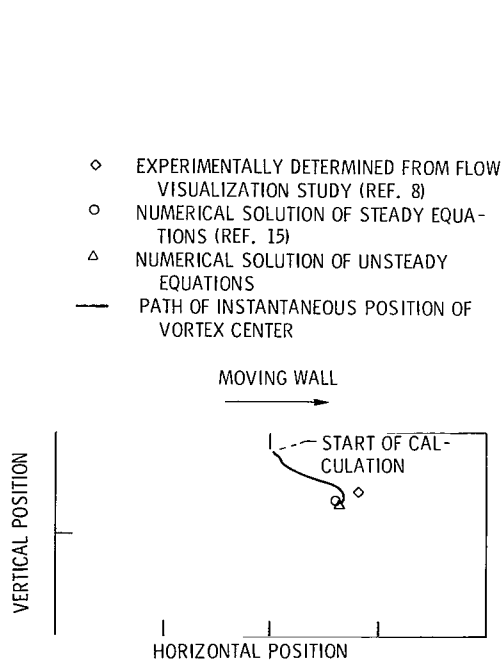 EXPERIMENTALLY DETERMINED FROM FLOW
VISUALIZATION STUDY (REF. 8)
NUMERICAL SOLUTION OF STEADY EQUA-
TIONS (REF. 15)
NUMERICAL SOLUTION OF UNSTEADY
EQUATIONS
PATH OF INSTANTANEOUS POSITION OF
VORTEX CENTER
MOVING WALL
START OF CAL-
CULATION
VERTICAL POSITION
HORIZONTAL POSITION